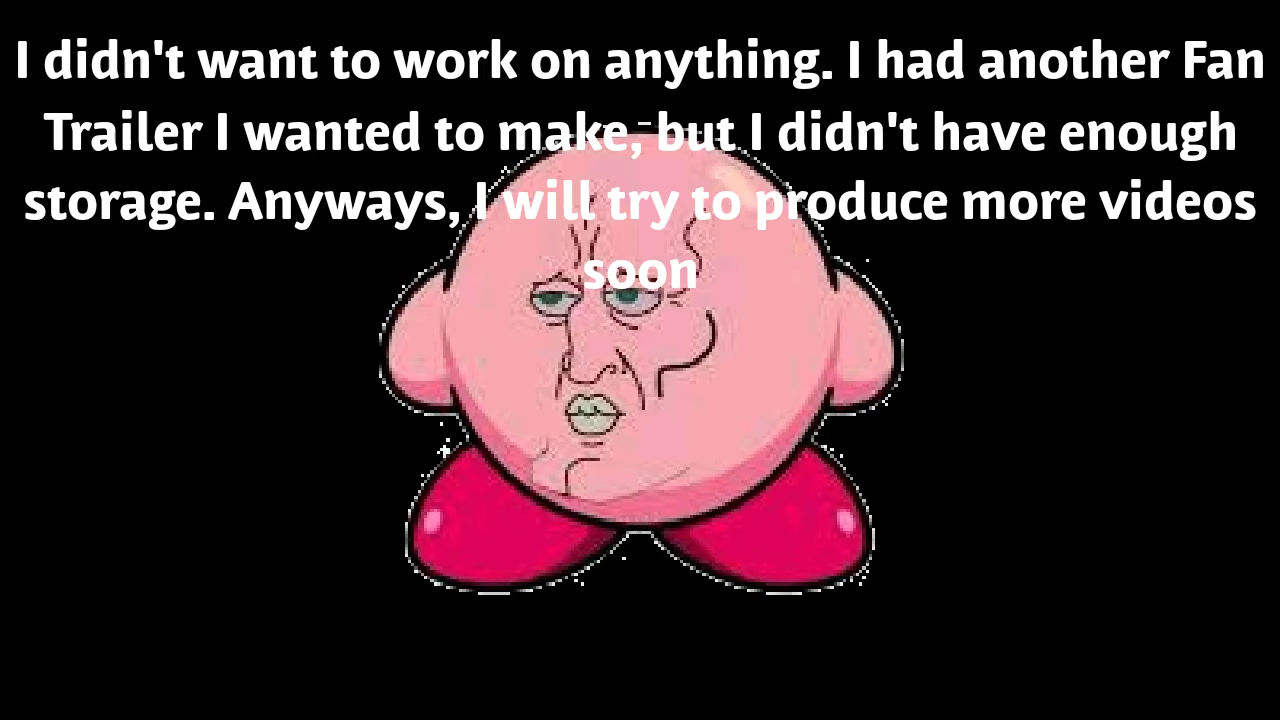 I didn't want to work on anything. I had another Fan
Trailer I wanted to make, but I didn't have enough
storage. Anyways, I will try to produce more videos
soon